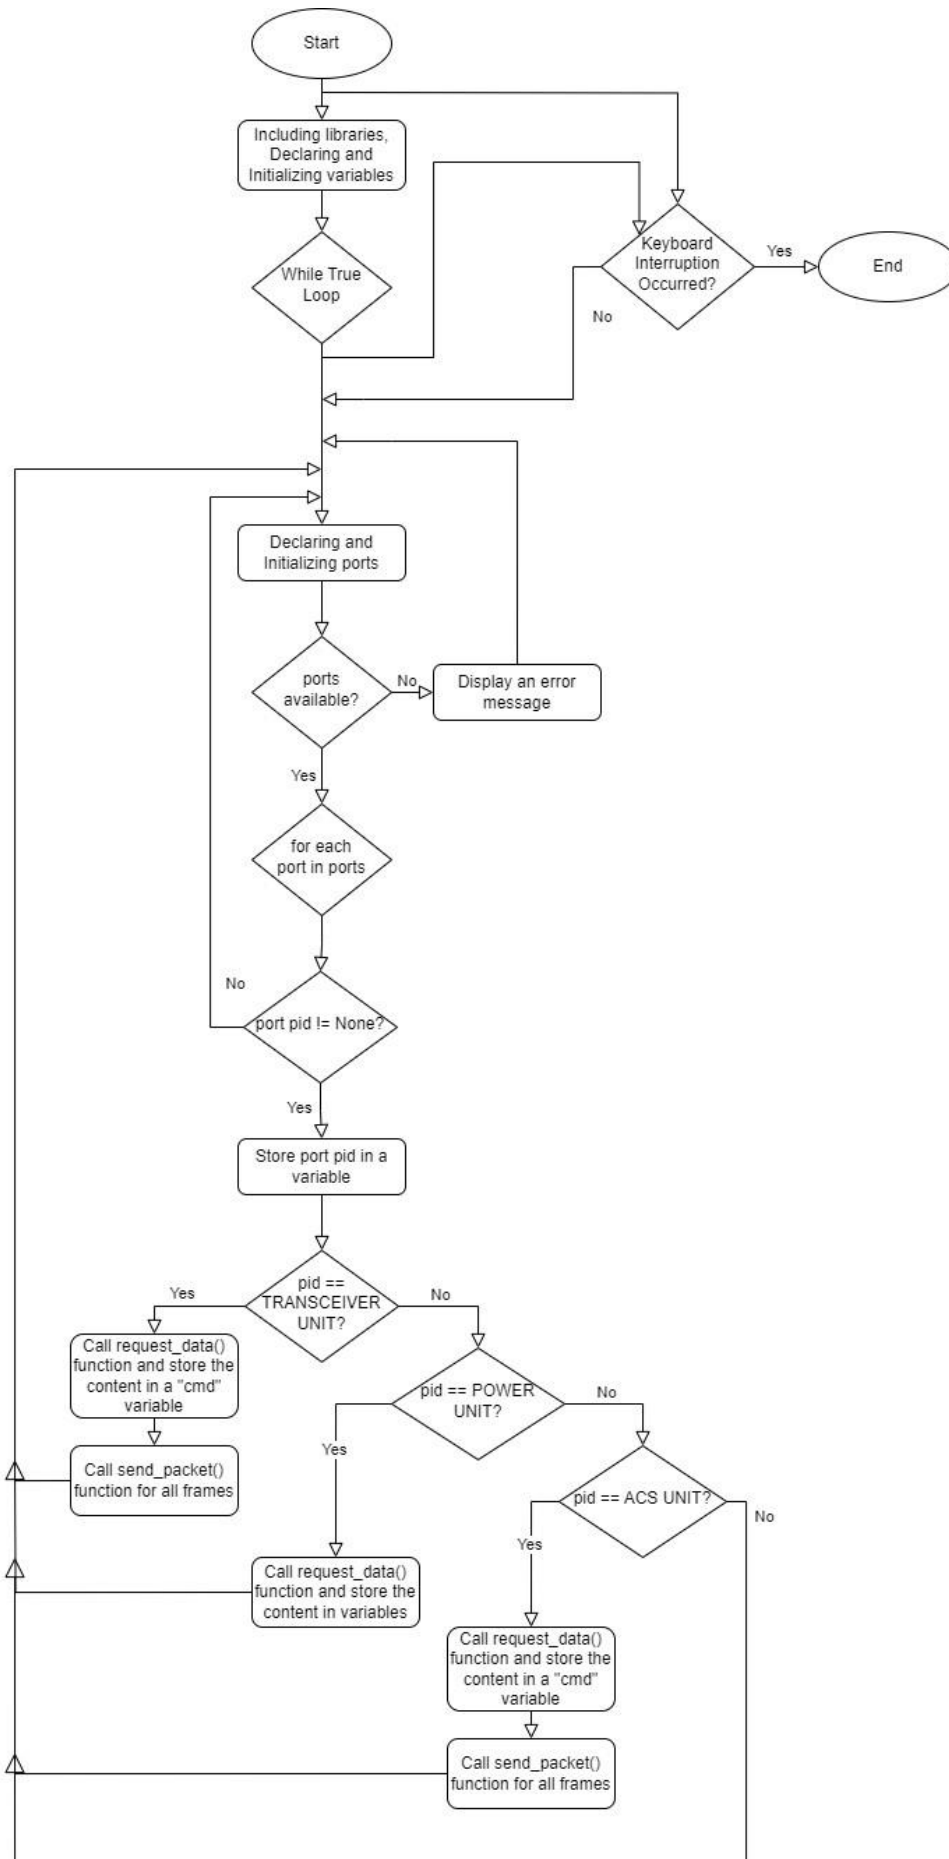 Start
Including libraries,
Declaring and
Initializing variables
While True
Loop
Keyboard
Interruption
Occurred?
Yes
End
No
Declaring and
Initializing ports
ports
available?
No
Display an error
message
Yes
for each
port in ports
No
port pid != None?
Yes
Store port pid in a
variable
pid ==
TRANSCEIVER
UNIT?
Yes
No
Call request_data()
function and store the
content in a "cmd"
variable
Call send_packet()
function for all frames
pid == POWER
UNIT?
Yes
No
Call request_data()
function and store the
content in variables
pid == ACS UNIT?
Yes
No
Call request_data()
function and store the
content in a "cmd"
variable
Call send_packet()
function for all frames